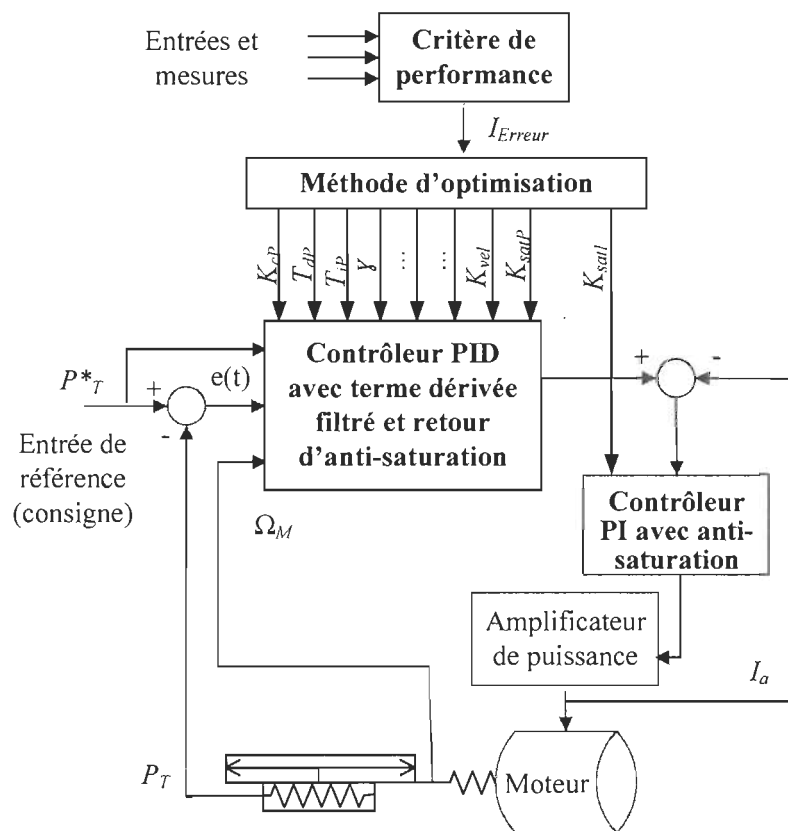 Entrées et
mesures
Critère de
performance
I_Erreur
Méthode d'optimisation
K_cP
T_dP
T_iP
γ
...
...
K_vel
K_satP
K_satI
P*_T
+
-
e(t)
Entrée de
référence
(consigne)
Contrôleur PID
avec terme dérivée
filtré et retour
d'anti-saturation
+
-
Ω_M
Contrôleur
PI avec anti-
saturation
Amplificateur
de puissance
I_a
P_T
Moteur